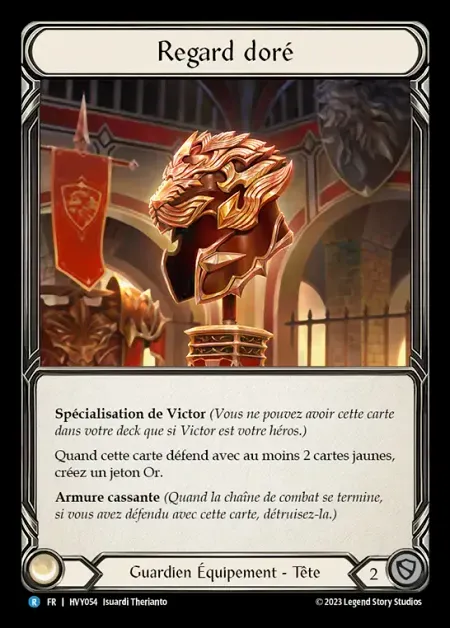 Regard doré
Spécialisation de Victor (Vous ne pouvez avoir cette carte
dans votre deck que si Victor est votre héros.)
Quand cette carte défend avec au moins 2 cartes jaunes,
créez un jeton Or.
Armure cassante (Quand la chaîne de combat se termine,
si vous avez défendu avec cette carte, détruisez-la.)
Guardien Équipement - Tête
2
R FR | HVY054 Isuardi Therianto
© 2023 Legend Story Studios